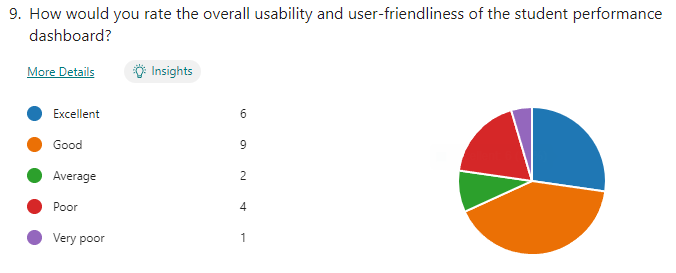 9. How would you rate the overall usability and user-friendliness of the student performance
dashboard?
More Details
Insights
Excellent 6
Good 9
Average 2
Poor 4
Very poor 1